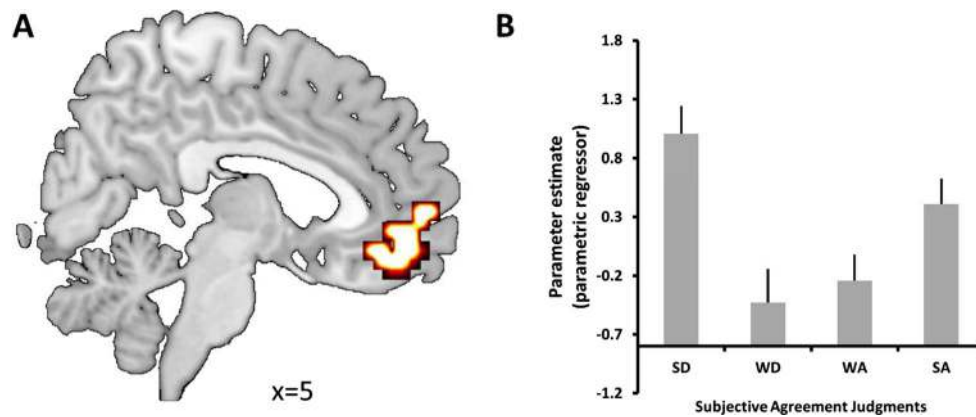 A
x=5
B
Parameter estimate
(parametric regressor)
1.8
1.3
0.8
0.3
-0.2
-0.7
-1.2
SD WD WA SA
Subjective Agreement Judgments